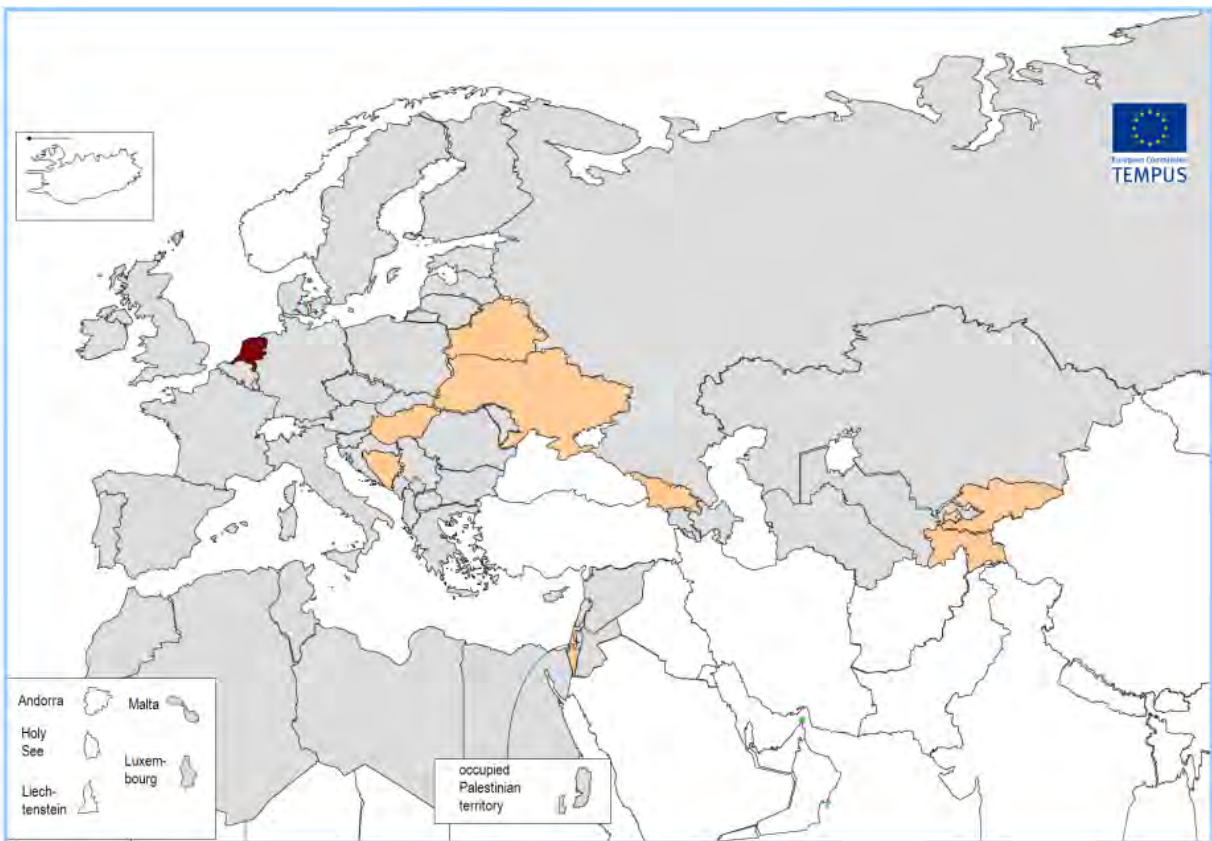 European Commission
TEMPUS
Andorra
Malta
Holy
See
Luxem-
bourg
Liech-
tenstein
occupied
Palestinian
territory